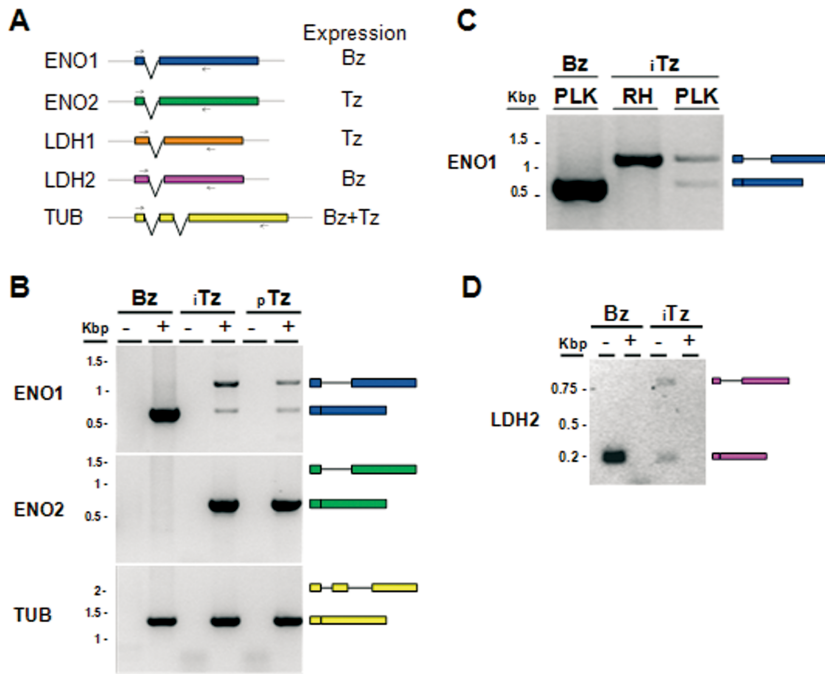 A
Expression
ENO1 Bz
ENO2 Tz
LDH1 Tz
LDH2 Bz
TUB Bz+Tz
B
Bz iTz pTz
Kbp - + - + - +
ENO1
1.5-
1 -
0.5-
ENO2
1.5-
1 -
0.5-
TUB
2-
1.5-
1 -
C
Bz iTz
Kbp PLK RH PLK
ENO1
1.5 -
1 -
0.5 -
D
Bz iTz
Kbp - + - +
LDH2
0.75 -
0.5 -
0.2 -